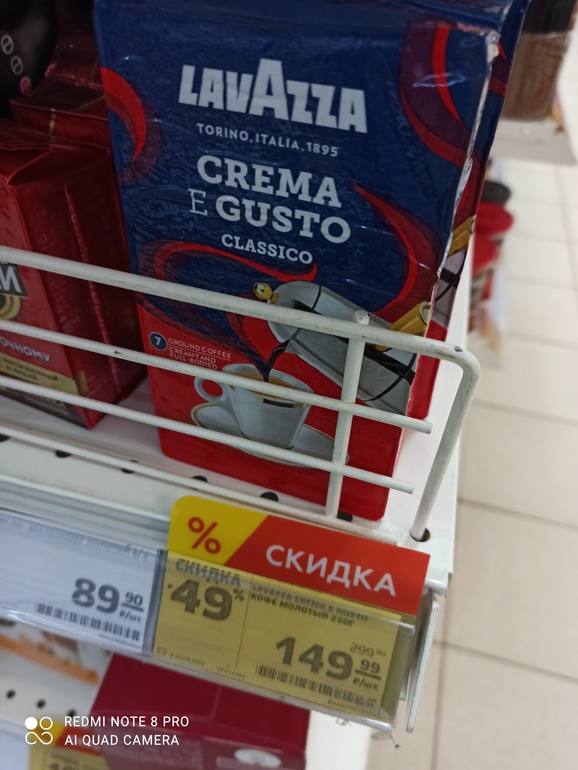 LAVAZZA
TORINO, ITALIA, 1895
CREMA
E GUSTO
CLASSICO
7 GROUND COFFEE
CREAMY AND
FULL-BODIED
% СКИДКА
СКИДКА
-49%
LAVAZZA CREMA E GUSTO
КОФЕ МОЛОТЫЙ 250Г
299 90
149 99
₽/шт.
89 90
₽/шт.
REDMI NOTE 8 PRO
AI QUAD CAMERA